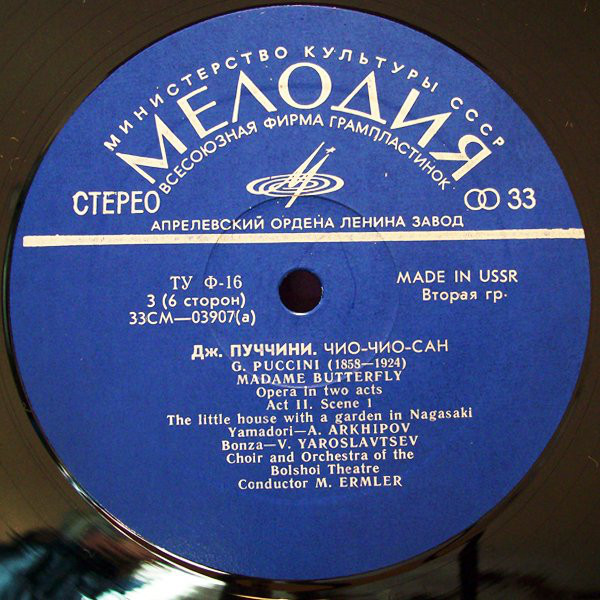 МИНИСТЕРСТВО КУЛЬТУРЫ СССР
МЕЛОДИЯ
ВСЕСОЮЗНАЯ ФИРМА ГРАМПЛАСТИНОК
СТЕРЕО
33
АПРЕЛЕВСКИЙ ОРДЕНА ЛЕНИНА ЗАВОД
ТУ Ф-16
3 (6 сторон)
33СМ—03907(а)
MADE IN USSR
Вторая гр.
Дж. ПУЧЧИНИ. ЧИО-ЧИО-САН
G. PUCCINI (1858—1924)
MADAME BUTTERFLY
Opera in two acts
Act II. Scene 1
The little house with a garden in Nagasaki
Yamadori—A. ARKHIPOV
Bonza—V. YAROSLAVTSEV
Choir and Orchestra of the
Bolshoi Theatre
Conductor M. ERMLER